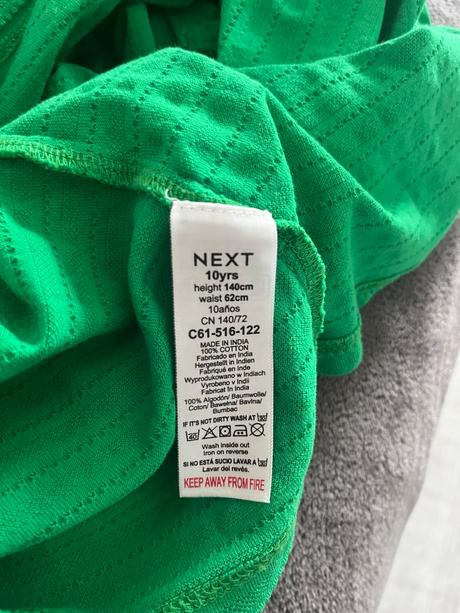 NEXT
10yrs
height 140cm
waist 62cm
10años
CN 140/72
C61-516-122
MADE IN INDIA
100% COTTON
Fabricado en India
Hergestellt in Indien
Fabriqué en Inde
Wyprodukowano w Indiach
Vyrobeno v Indii
Fabricat în India
100% Algodón/ Baumwolle/
Coton/ Bawełna/ Bavlna/
Bumbac
IF IT'S NOT DIRTY WASH AT 30
40
Wash inside out
Iron on reverse
SI NO ESTÁ SUCIO LAVAR A 30
Lavar del revés.
KEEP AWAY FROM FIRE